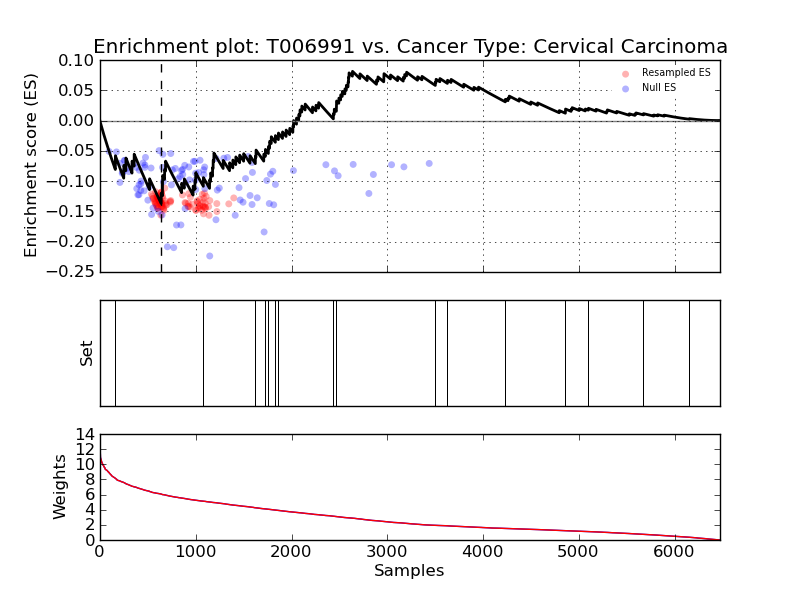 Enrichment plot: T006991 vs. Cancer Type: Cervical Carcinoma
0.10
0.05
0.00
−0.05
−0.10
−0.15
−0.20
−0.25
Enrichment score (ES)
Resampled ES
Null ES
Set
14
12
10
8
6
4
2
0
Weights
0 1000 2000 3000 4000 5000 6000
Samples